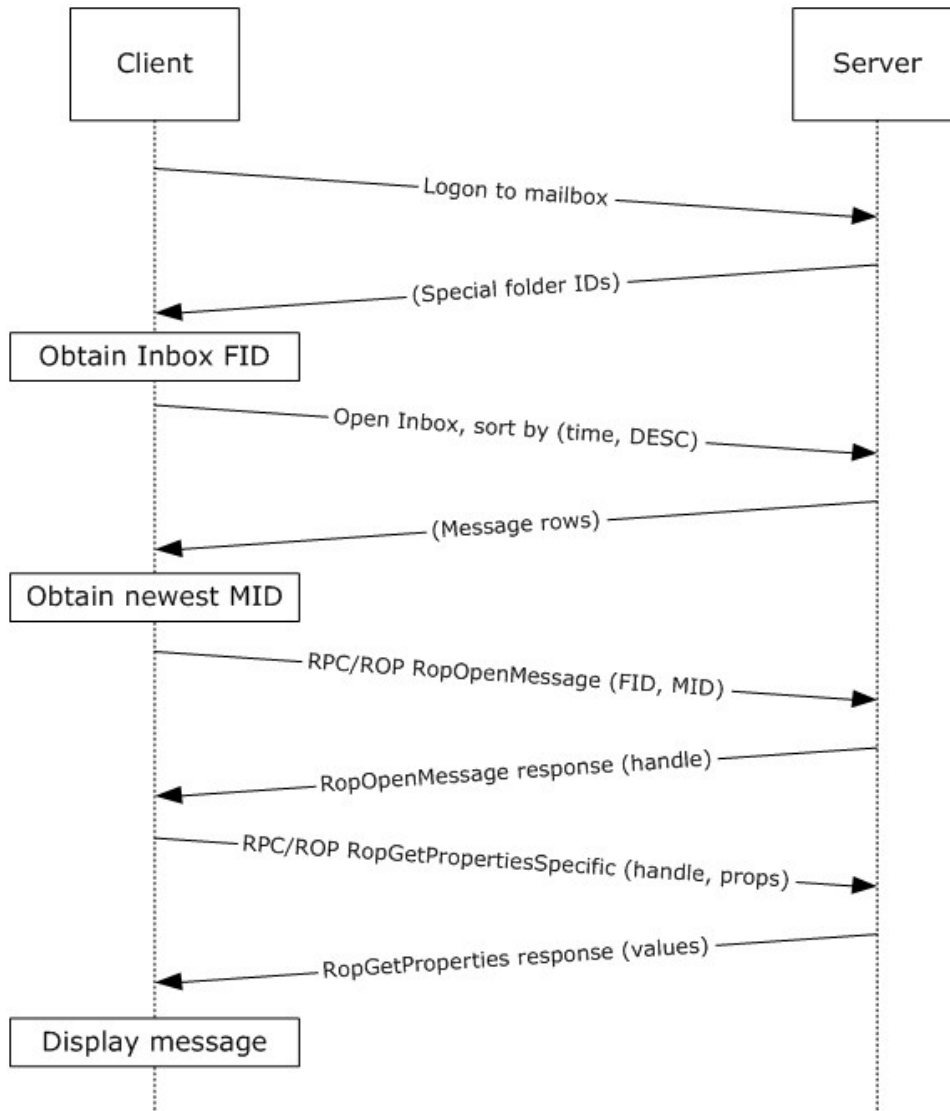 Client
Server
Logon to mailbox
(Special folder IDs)
Obtain Inbox FID
Open Inbox, sort by (time, DESC)
(Message rows)
Obtain newest MID
RPC/ROP RopOpenMessage (FID, MID)
RopOpenMessage response (handle)
RPC/ROP RopGetPropertiesSpecific (handle, props)
RopGetProperties response (values)
Display message